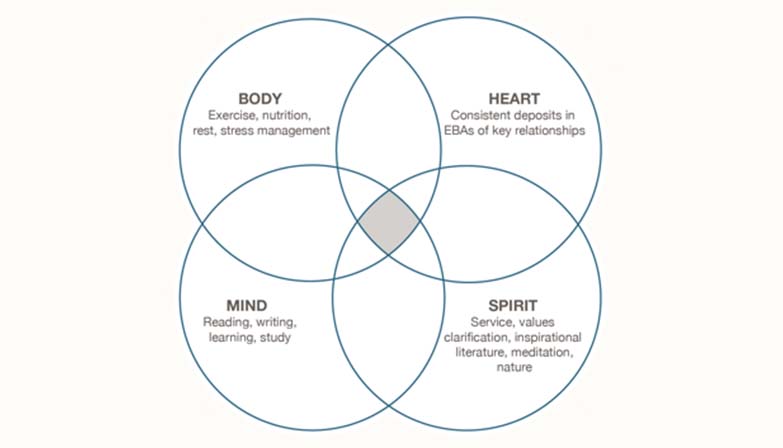 BODY
Exercise, nutrition,
rest, stress management
HEART
Consistent deposits in
EBAs of key relationships
MIND
Reading, writing,
learning, study
SPIRIT
Service, values
clarification, inspirational
literature, meditation,
nature